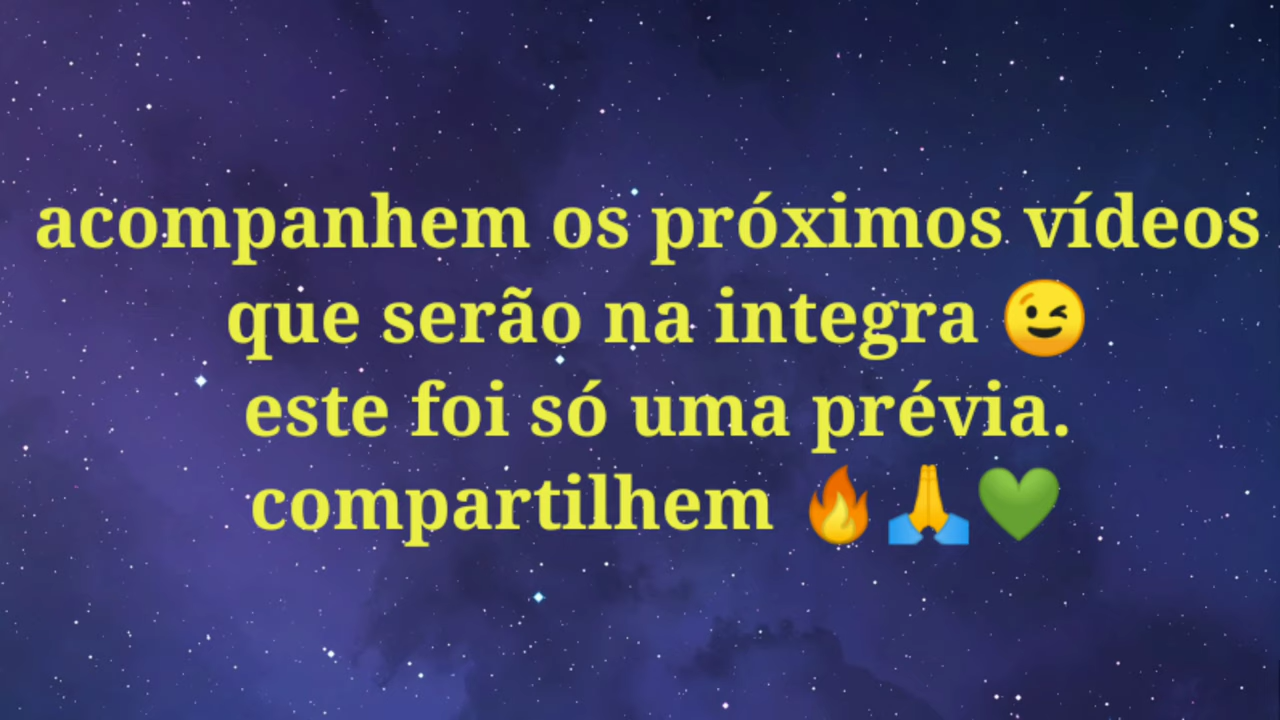 acompanhem os próximos vídeos
que serão na integra 😉
este foi só uma prévia.
compartilhem 🔥🙏💚